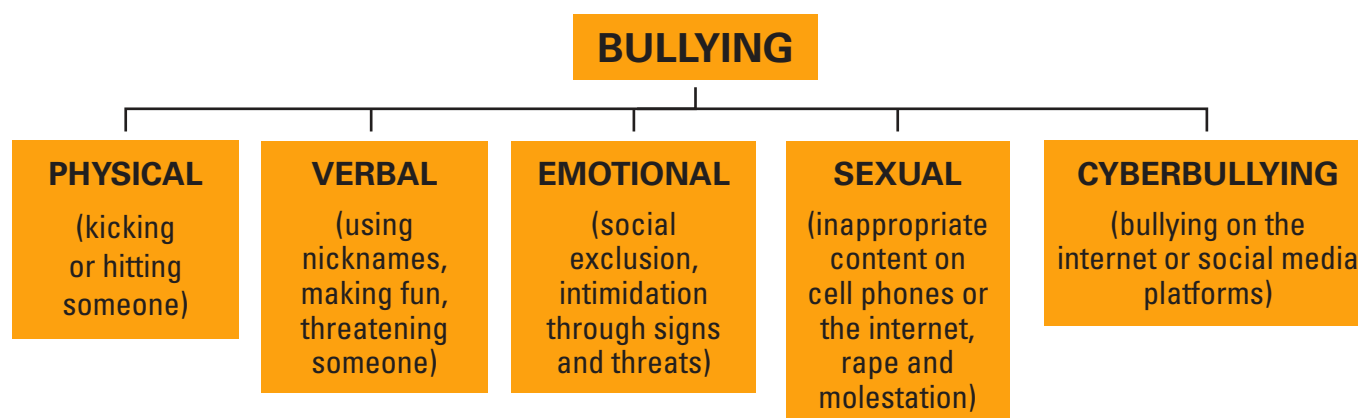 BULLYING
PHYSICAL
(kicking
or hitting
someone)
VERBAL
(using
nicknames,
making fun,
threatening
someone)
EMOTIONAL
(social
exclusion,
intimidation
through signs
and threats)
SEXUAL
(inappropriate
content on
cell phones or
the internet,
rape and
molestation)
CYBERBULLYING
(bullying on the
internet or social media
platforms)